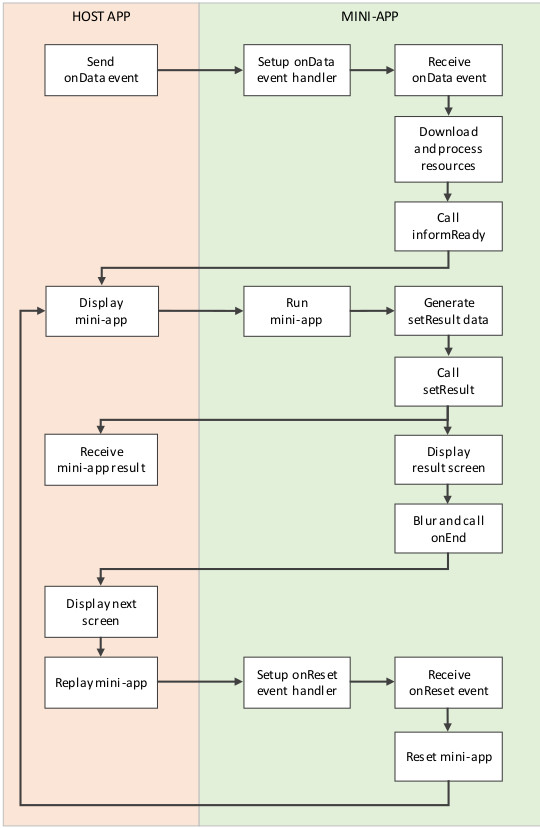 HOST APP
MINI-APP
Send
onData event
Setup onData
event handler
Receive
onData event
Download
and process
resources
Call
informReady
Display
mini-app
Run
mini-app
Generate
setResult data
Call
setResult
Receive
mini-app result
Display
result screen
Blur and call
onEnd
Display next
screen
Replay mini-app
Setup onReset
event handler
Receive
onReset event
Reset mini-app